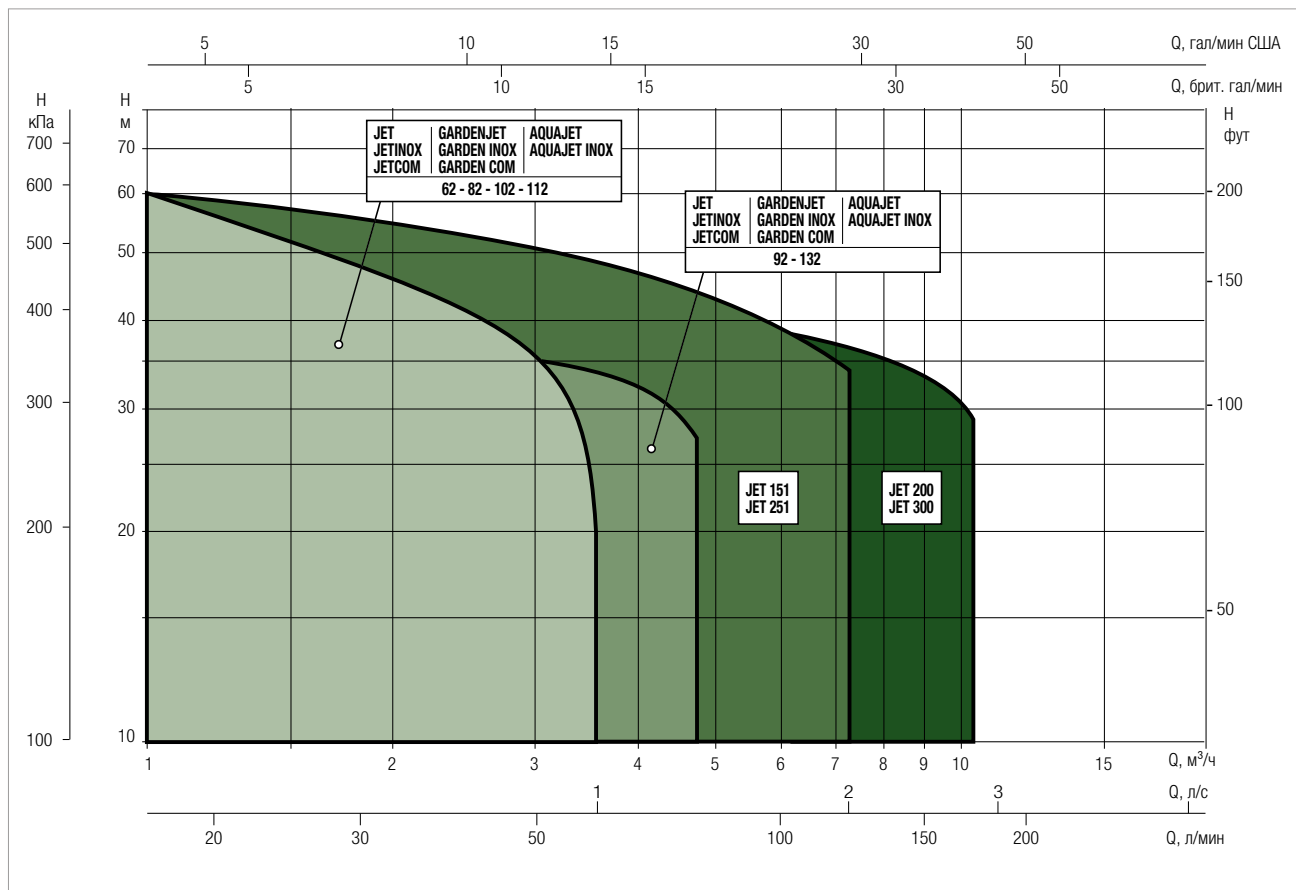 5 10 15 30 50 Q, гал/мин США
5 10 15 30 50 Q, брит. гал/мин
H
кПа
H
м
H
фут
700
600
500
400
300
200
100
70
60
50
40
30
20
10
200
150
100
50
JET GARDENJET AQUAJET
JETINOX GARDEN INOX AQUAJET INOX
JETCOM GARDEN COM
62 - 82 - 102 - 112
JET GARDENJET AQUAJET
JETINOX GARDEN INOX AQUAJET INOX
JETCOM GARDEN COM
92 - 132
JET 151
JET 251
JET 200
JET 300
1 2 3 4 5 6 7 8 9 10 15 Q, м³/ч
1 2 3 Q, л/с
20 30 50 100 150 200 Q, л/мин